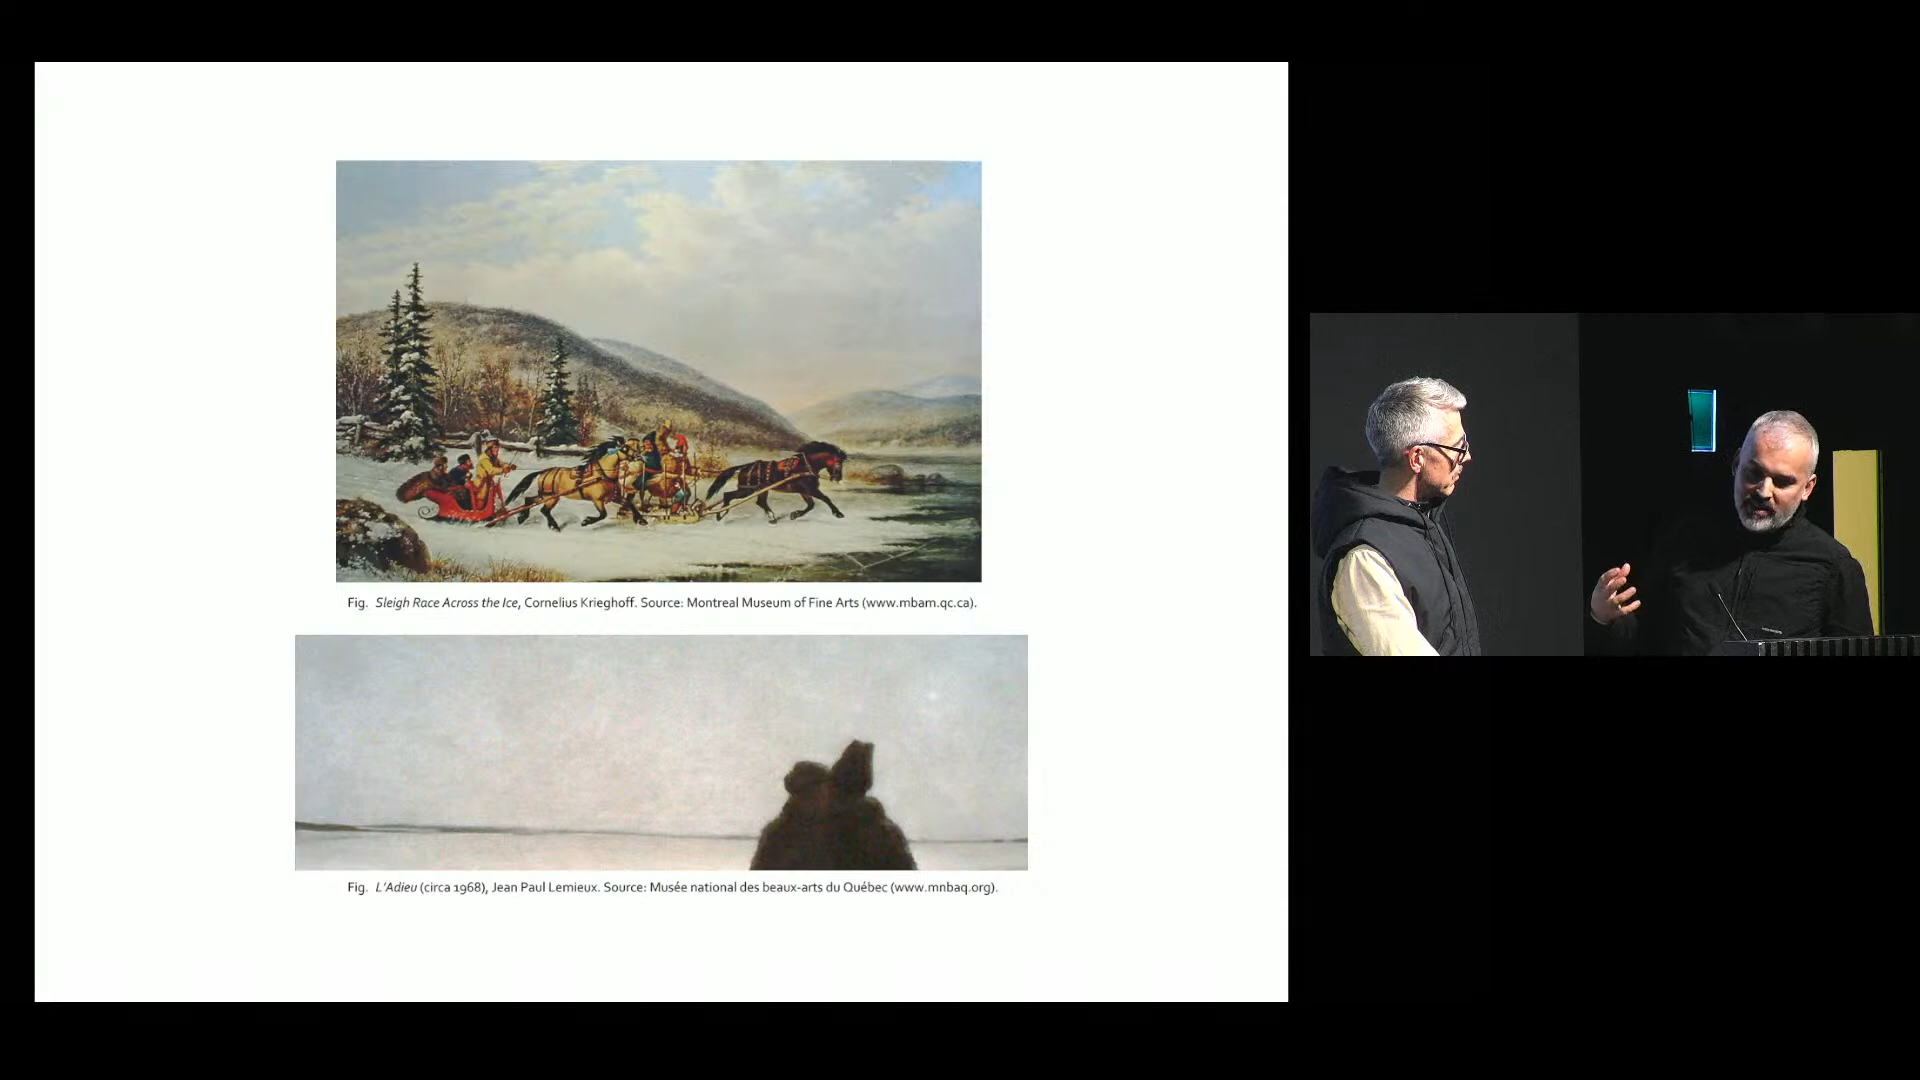 Fig. Sleigh Race Across the Ice, Cornelius Krieghoff. Source: Montreal Museum of Fine Arts (www.mbam.qc.ca).
Fig. L'Adieu (circa 1968), Jean Paul Lemieux. Source: Musée national des beaux-arts du Québec (www.mnbaq.org).